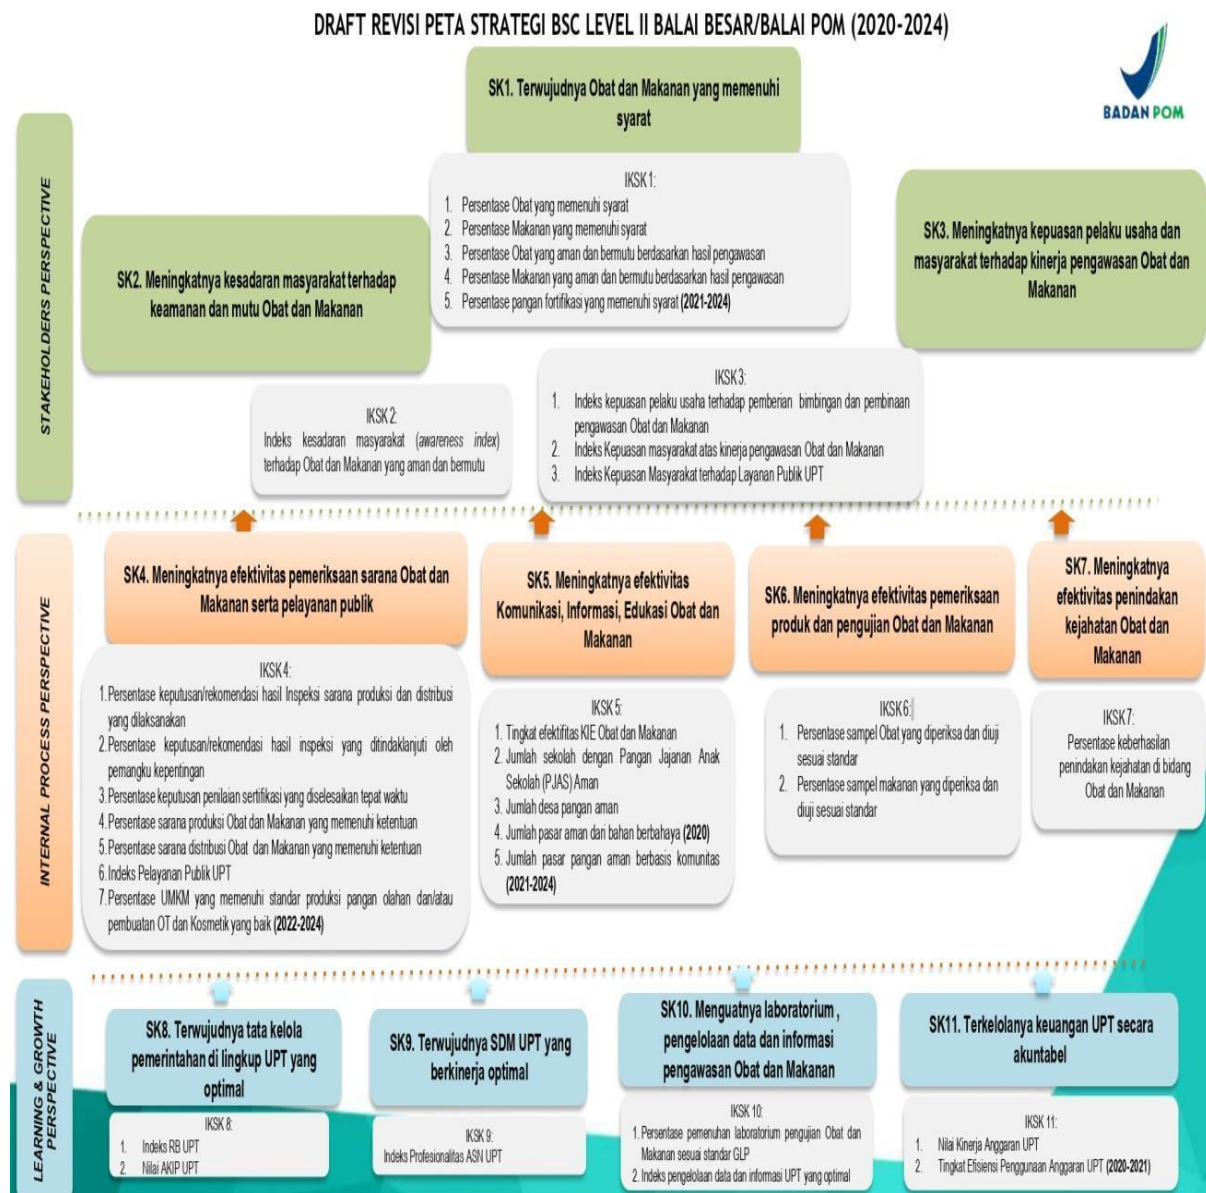 DRAFT REVISI PETA STRATEGI BSC LEVEL II BALAI BESAR/BALAI POM (2020-2024)
BADAN POM
STAKEHOLDERS PERSPECTIVE
SK1. Terwujudnya Obat dan Makanan yang memenuhi
syarat
IKSK 1:
1. Persentase Obat yang memenuhi syarat
2. Persentase Makanan yang memenuhi syarat
3. Persentase Obat yang aman dan bermutu berdasarkan hasil pengawasan
4. Persentase Makanan yang aman dan bermutu berdasarkan hasil pengawasan
5. Persentase pangan fortifikasi yang memenuhi syarat (2021-2024)
SK2. Meningkatnya kesadaran masyarakat terhadap
keamanan dan mutu Obat dan Makanan
IKSK 2:
Indeks kesadaran masyarakat (awareness index)
terhadap Obat dan Makanan yang aman dan bermutu
SK3. Meningkatnya kepuasan pelaku usaha dan
masyarakat terhadap kinerja pengawasan Obat dan
Makanan
IKSK 3:
1. Indeks kepuasan pelaku usaha terhadap pemberian bimbingan dan pembinaan
pengawasan Obat dan Makanan
2. Indeks Kepuasan masyarakat atas kinerja pengawasan Obat dan Makanan
3. Indeks Kepuasan Masyarakat terhadap Layanan Publik UPT
INTERNAL PROCESS PERSPECTIVE
SK4. Meningkatnya efektivitas pemeriksaan sarana Obat dan
Makanan serta pelayanan publik
IKSK 4:
1. Persentase keputusan/rekomendasi hasil Inspeksi sarana produksi dan distribusi
yang dilaksanakan
2. Persentase keputusan/rekomendasi hasil inspeksi yang ditindaklanjuti oleh
pemangku kepentingan
3. Persentase keputusan penilaian sertifikasi yang diselesaikan tepat waktu
4. Persentase sarana produksi Obat dan Makanan yang memenuhi ketentuan
5. Persentase sarana distribusi Obat dan Makanan yang memenuhi ketentuan
6. Indeks Pelayanan Publik UPT
7. Persentase UMKM yang memenuhi standar produksi pangan olahan dan/atau
pembuatan OT dan Kosmetik yang baik (2022-2024)
SK5. Meningkatnya efektivitas
Komunikasi, Informasi, Edukasi Obat dan
Makanan
IKSK 5:
1. Tingkat efektifitas KIE Obat dan Makanan
2. Jumlah sekolah dengan Pangan Jajanan Anak
Sekolah (PJAS) Aman
3. Jumlah desa pangan aman
4. Jumlah pasar aman dari bahan berbahaya (2020)
5. Jumlah pasar pangan aman berbasis komunitas
(2021-2024)
SK6. Meningkatnya efektivitas pemeriksaan
produk dan pengujian Obat dan Makanan
IKSK 6:
1. Persentase sampel Obat yang diperiksa dan diuji
sesuai standar
2. Persentase sampel makanan yang diperiksa dan
diuji sesuai standar
SK7. Meningkatnya
efektivitas penindakan
kejahatan Obat dan
Makanan
IKSK 7:
Persentase keberhasilan
penindakan kejahatan di bidang
Obat dan Makanan
LEARNING & GROWTH
PERSPECTIVE
SK8. Terwujudnya tata kelola
pemerintahan di lingkup UPT yang
optimal
IKSK 8:
1. Indeks RB UPT
2. Nilai AKIP UPT
SK9. Terwujudnya SDM UPT yang
berkinerja optimal
IKSK 9:
Indeks Profesionalitas ASN UPT
SK10. Menguatnya laboratorium ,
pengelolaan data dan informasi
pengawasan Obat dan Makanan
IKSK 10:
1. Persentase pemenuhan laboratorium pengujian Obat dan
Makanan sesuai standar GLP
2. Indeks pengelolaan data dan informasi UPT yang optimal
SK11. Terkelolanya keuangan UPT secara
akuntabel
IKSK 11:
1. Nilai Kinerja Anggaran UPT
2. Tingkat Efisiensi Penggunaan Anggaran UPT (2020-2021)